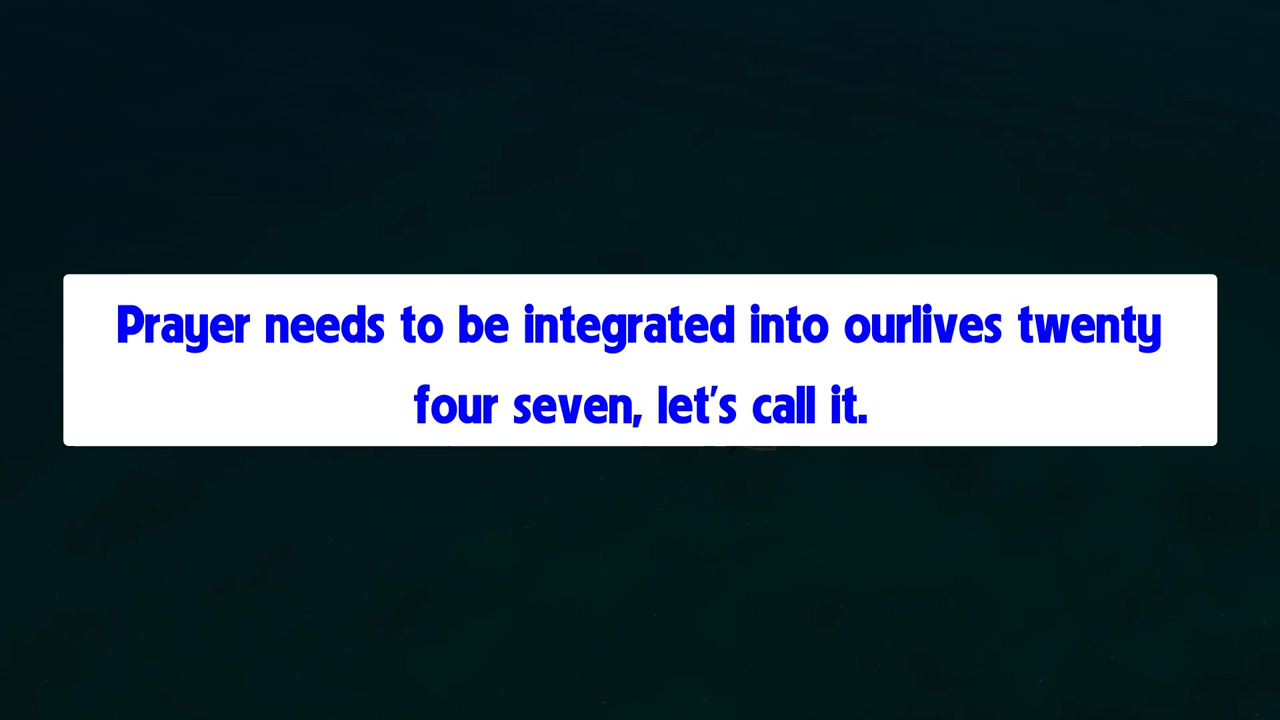 Prayer needs to be integrated into ourlives twenty
four seven, let's call it.